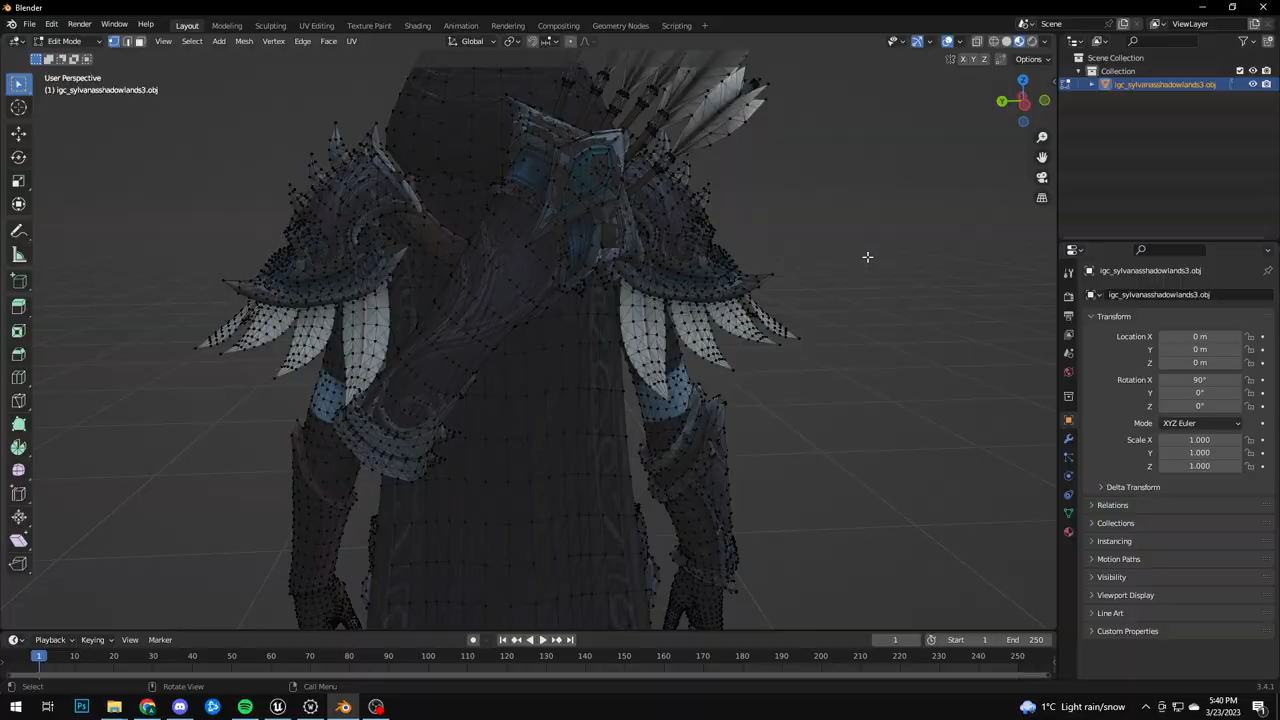 Blender
File Edit Render Window Help Layout Modeling Sculpting UV Editing Texture Paint Shading Animation Rendering Compositing Geometry Nodes Scripting + Scene ViewLayer
Edit Mode View Select Add Mesh Vertex Edge Face UV Global
X Y Z Options
User Perspective
(1) igc_sylvanasshadowlands3.obj
Z
Y
Scene Collection
Collection
igc_sylvanasshadowlands3.obj
igc_sylvanasshadowlands3.obj
igc_sylvanasshadowlands3.obj
Transform
Location X 0 m
Y 0 m
Z 0 m
Rotation X 90°
Y 0°
Z 0°
Mode XYZ Euler
Scale X 1.000
Y 1.000
Z 1.000
Delta Transform
Relations
Collections
Instancing
Motion Paths
Visibility
Viewport Display
Line Art
Custom Properties
Playback Keying View Marker 1 Start 1 End 250
1 10 20 30 40 50 60 70 80 90 100 110 120 130 140 150 160 170 180 190 200 210 220 230 240 250
Select Rotate View Call Menu 3.4.1
Ps 1°C Light rain/snow 5:40 PM
3/23/2023